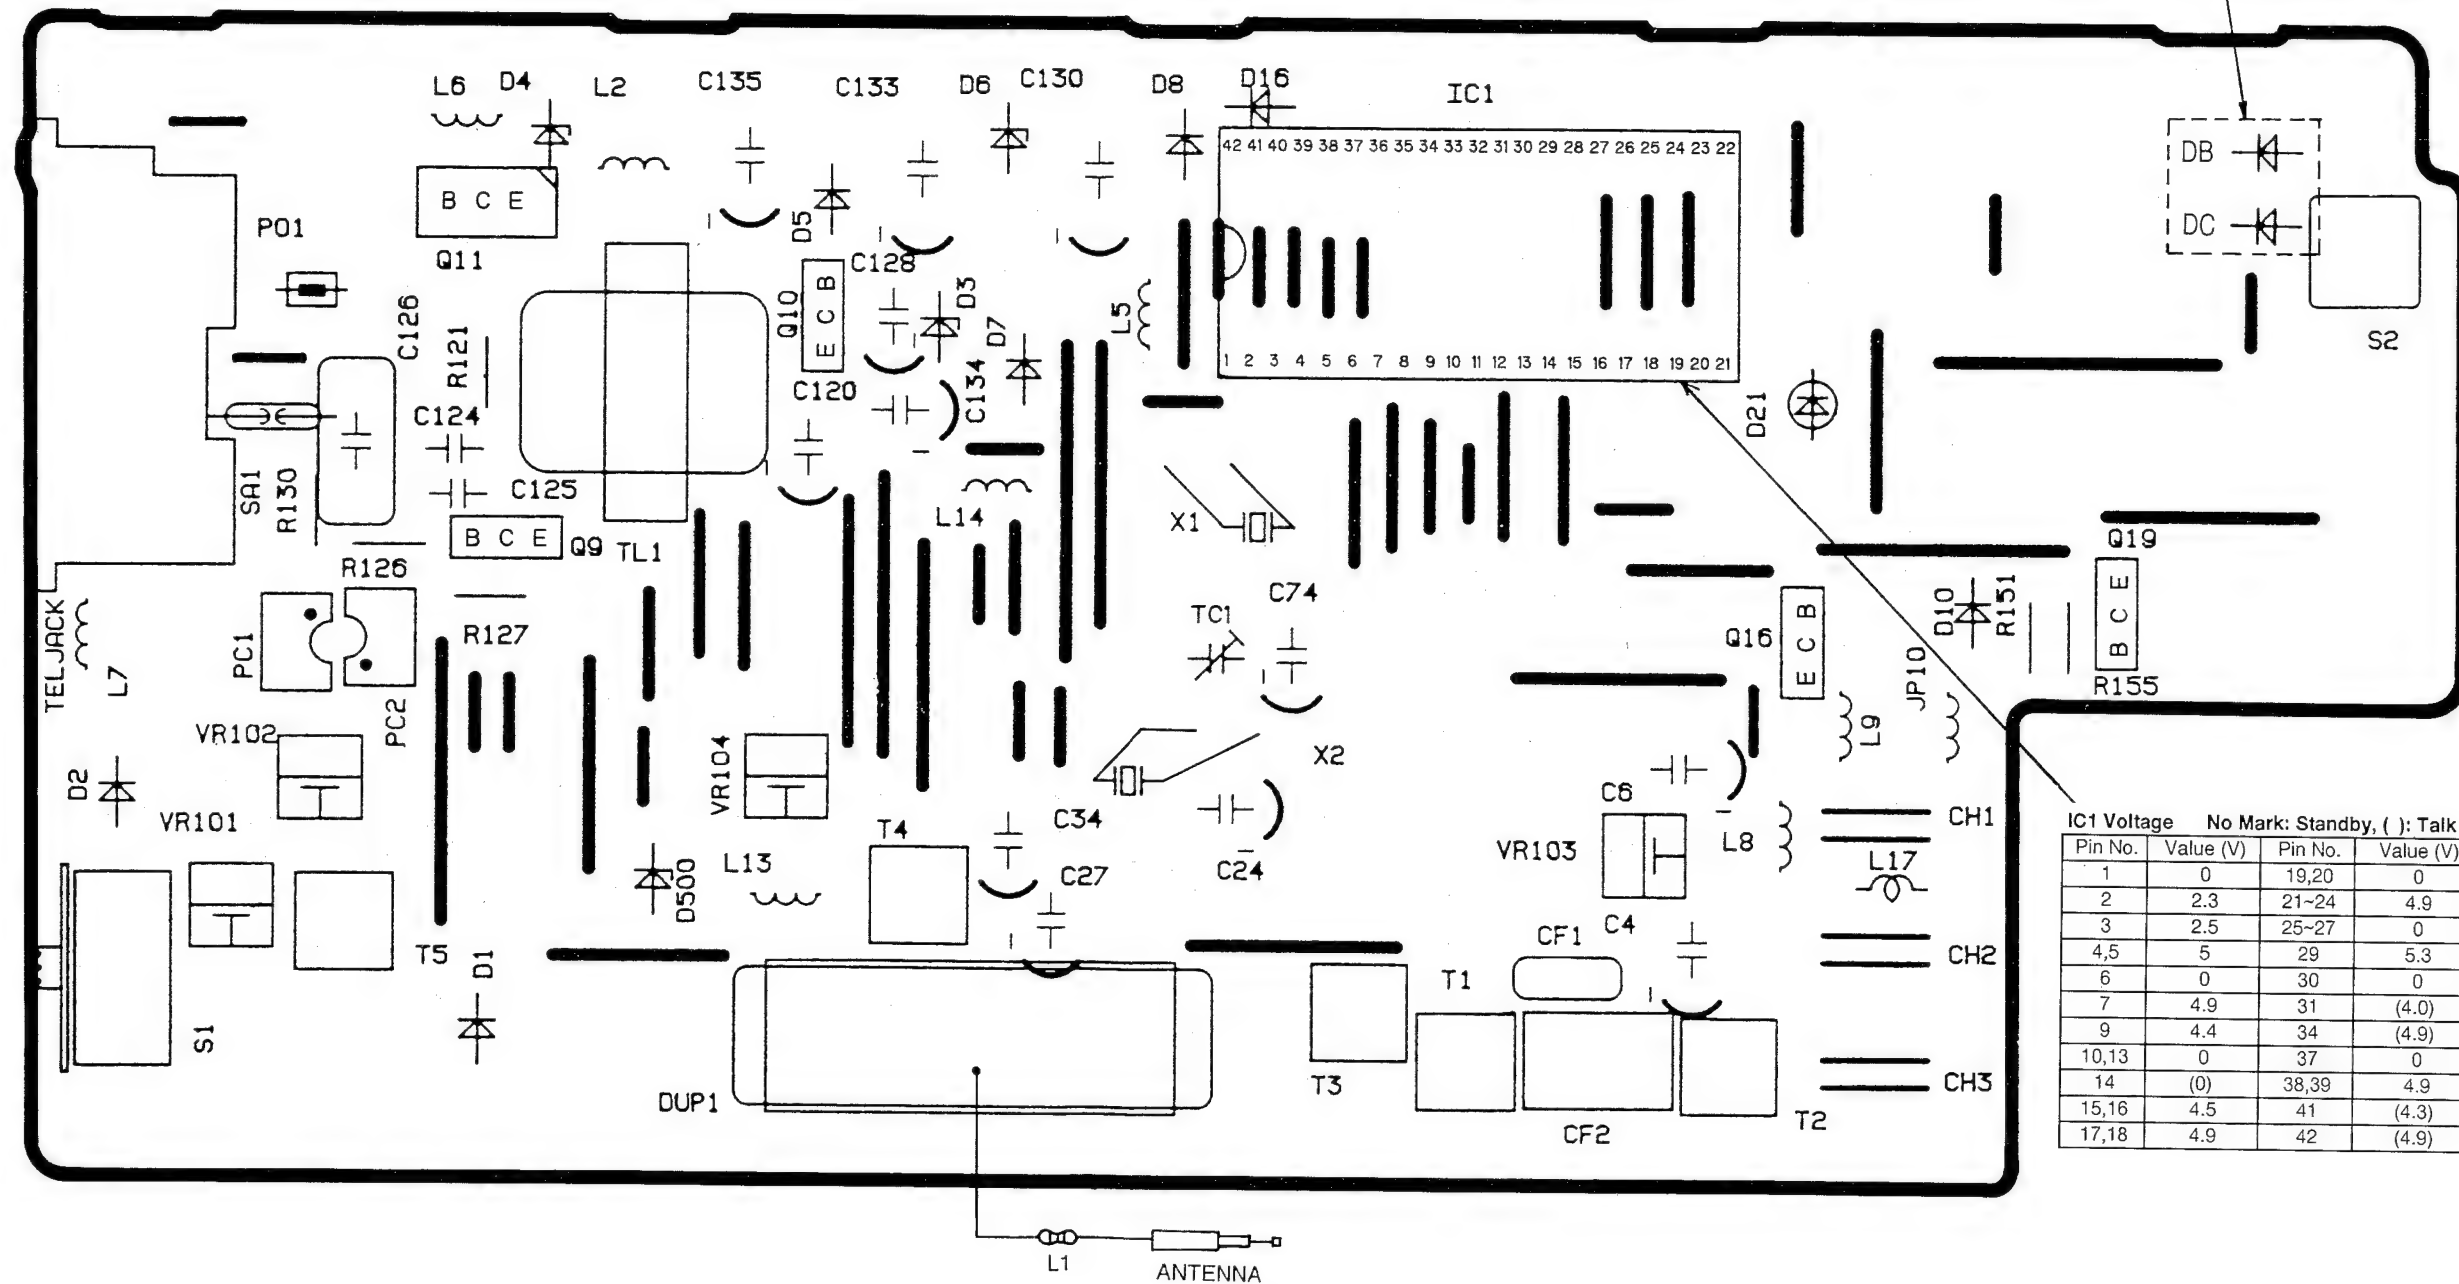 L6 D4 L2 C135 C133 D6 C130 D8 D16 IC1
42 41 40 39 38 37 36 35 34 33 32 31 30 29 28 27 26 25 24 23 22
DB
DC
B C E
Q11
P01
D5
C128
Q10
E C B
D3
D7
L5
1 2 3 4 5 6 7 8 9 10 11 12 13 14 15 16 17 18 19 20 21
S2
C126
R121
C120
C134
D21
C124
C125
SA1
R130
L14
X1
B C E
Q9
TL1
R126
Q19
TELJACK
L7
PC1
PC2
R127
TC1
C74
Q16
E C B
D10
R151
B C E
R155
JP10
L9
VR102
D2
VR101
VR104
X2
C6
T4
C34
C24
VR103
L8
CH1
L17
L13
C27
D500
T5
D1
CF1
C4
CH2
S1
T1
T3
DUP1
CF2
T2
CH3
IC1 Voltage No Mark: Standby, ( ): Talk
Pin No. Value (V) Pin No. Value (V)
1 0 19,20 0
2 2.3 21~24 4.9
3 2.5 25~27 0
4,5 5 29 5.3
6 0 30 0
7 4.9 31 (4.0)
9 4.4 34 (4.9)
10,13 0 37 0
14 (0) 38,39 4.9
15,16 4.5 41 (4.3)
17,18 4.9 42 (4.9)
L1
ANTENNA